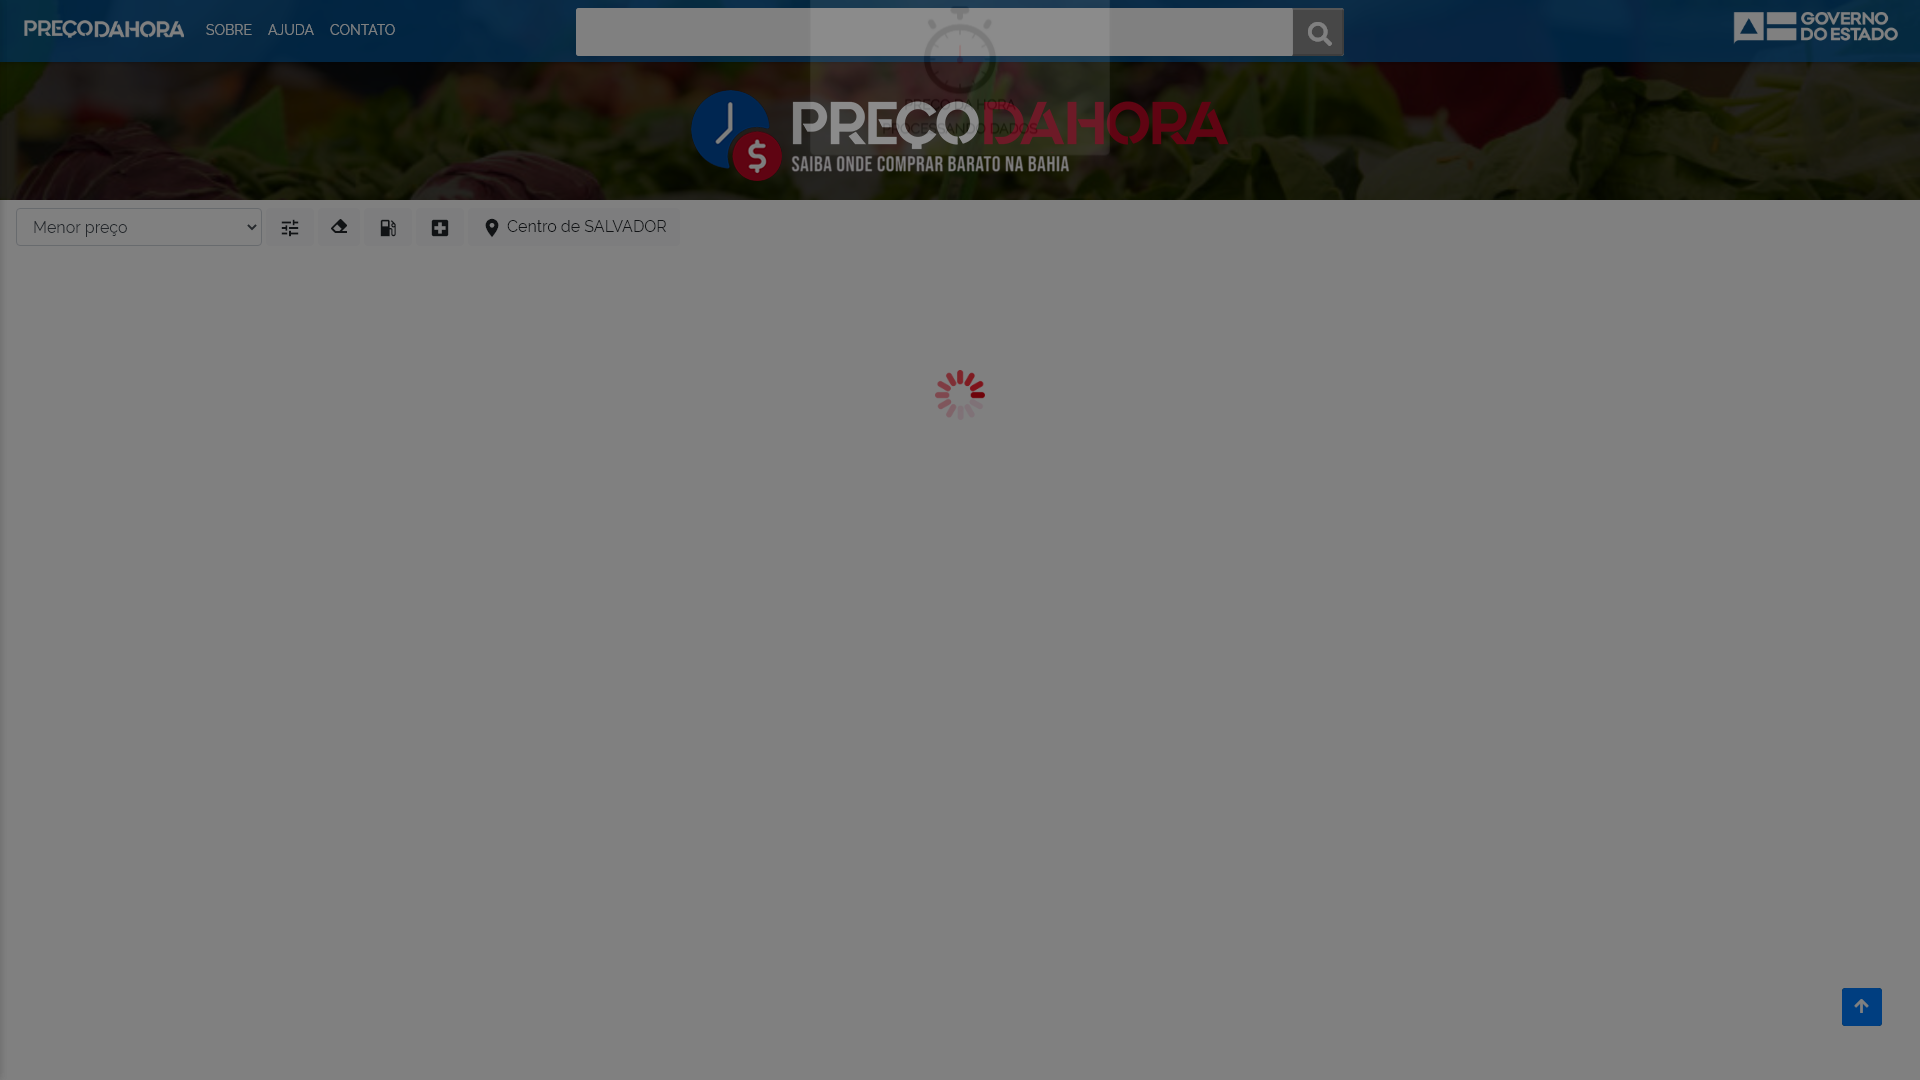 PREÇODAHORA SOBRE AJUDA CONTATO
GOVERNO
DO ESTADO
PREÇO DA HORA
PROCESSANDO DADOS
PREÇODAHORA
SAIBA ONDE COMPRAR BARATO NA BAHIA
Menor preço
Centro de SALVADOR